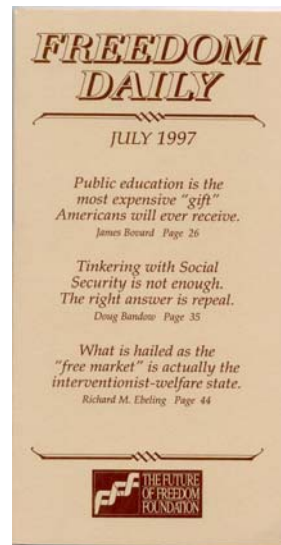 FREEDOM
DAILY
JULY 1997
Public education is the
most expensive "gift"
Americans will ever receive.
James Bovard Page 26
Tinkering with Social
Security is not enough.
The right answer is repeal.
Doug Bandow Page 35
What is hailed as the
"free market" is actually the
interventionist-welfare state.
Richard M. Ebeling Page 44
fff THE FUTURE
OF FREEDOM
FOUNDATION